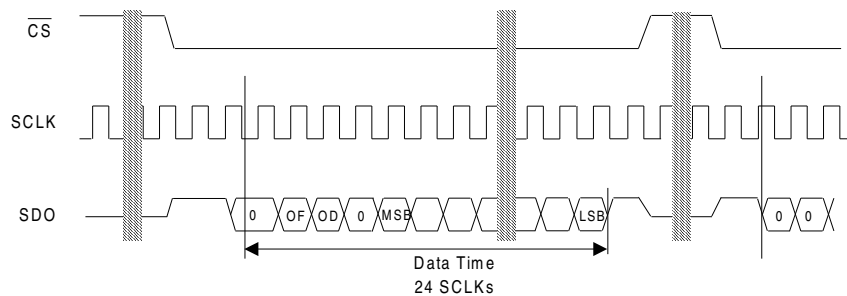 CS
SCLK
SDO 0 OF OD 0 MSB LSB 0 0
Data Time
24 SCLKs